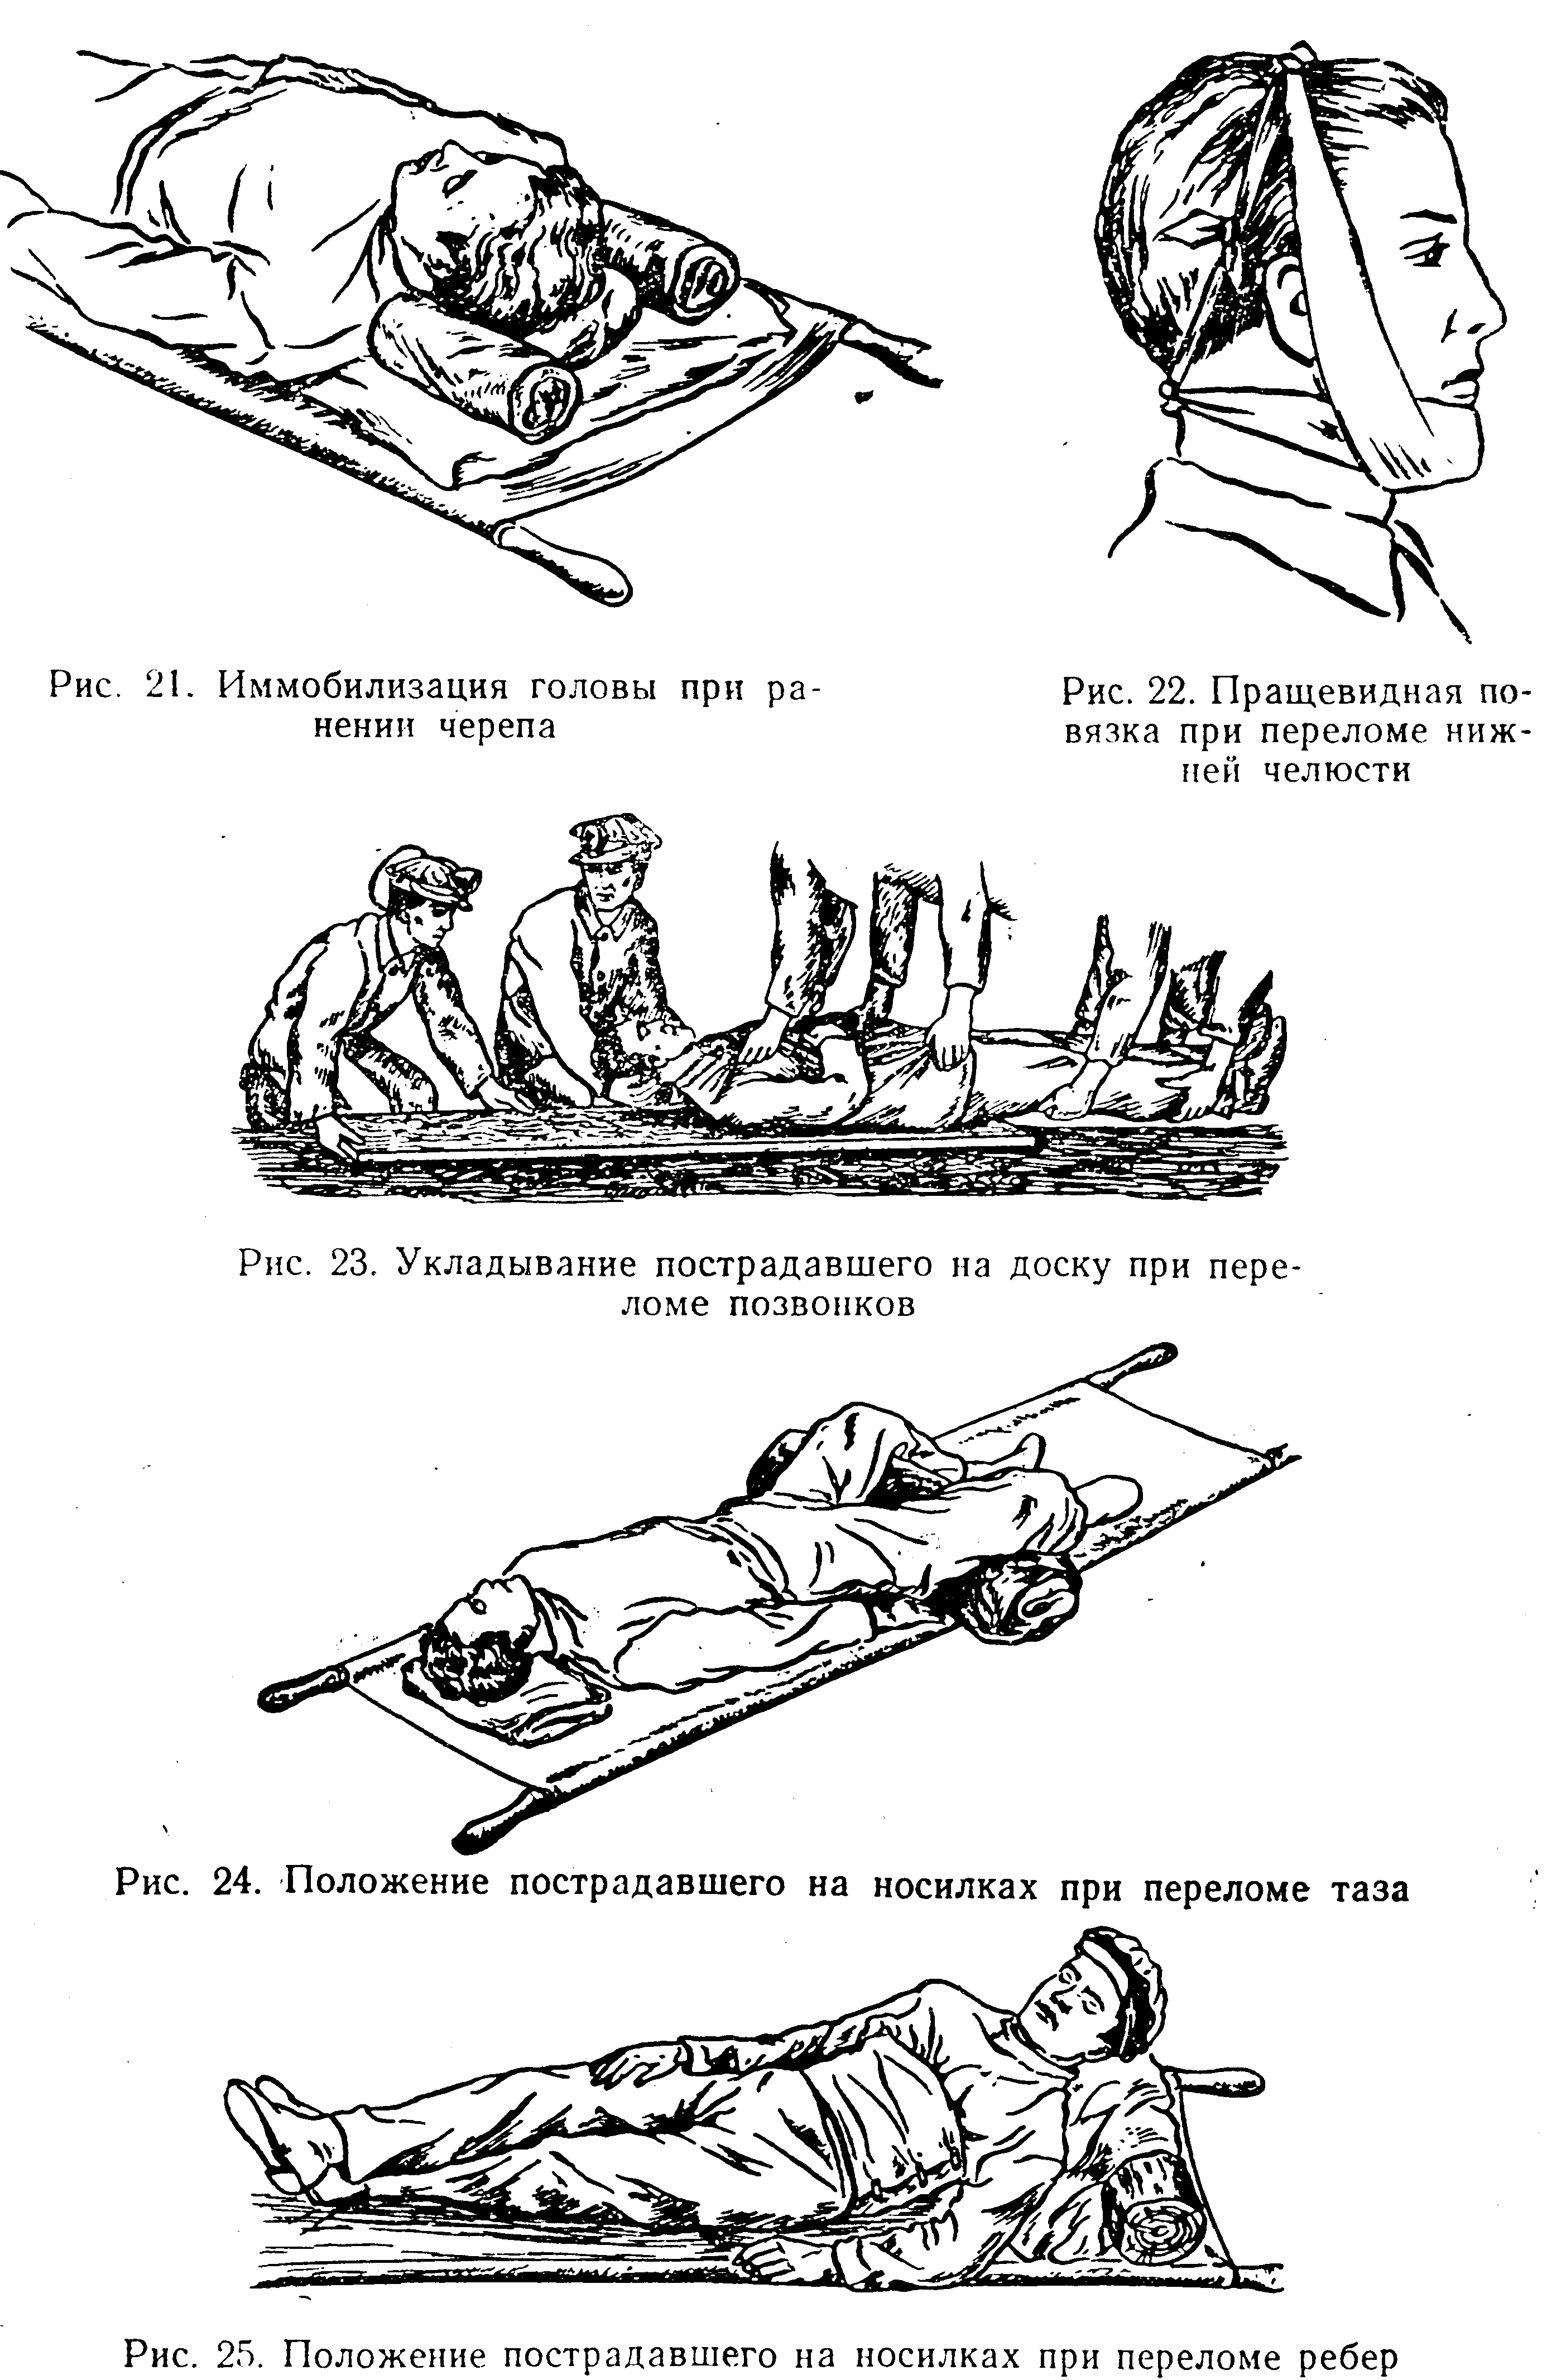 Рис. 21. Иммобилизация головы при ра-
нении черепа
Рис. 22. Пращевидная по-
вязка при переломе ниж-
ней челюсти
Рис. 23. Укладывание пострадавшего на доску при пере-
ломе позвонков
Рис. 24. Положение пострадавшего на носилках при переломе таза
Рис. 25. Положение пострадавшего на носилках при переломе ребер